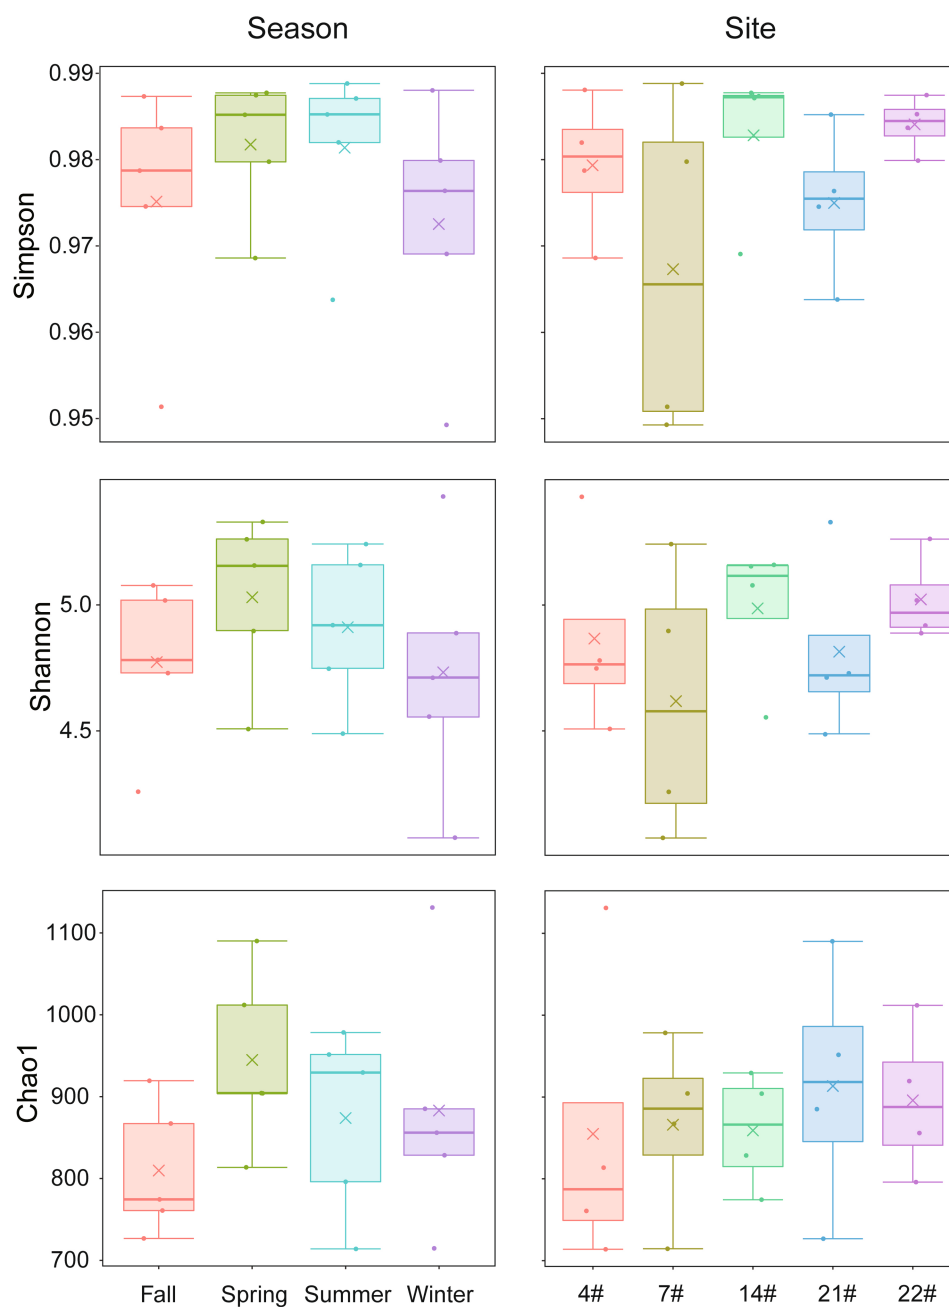 Season Site
Simpson
0.99
0.98
0.97
0.96
0.95
Shannon
5.0
4.5
Chao1
1100
1000
900
800
700
Fall Spring Summer Winter 4# 7# 14# 21# 22#